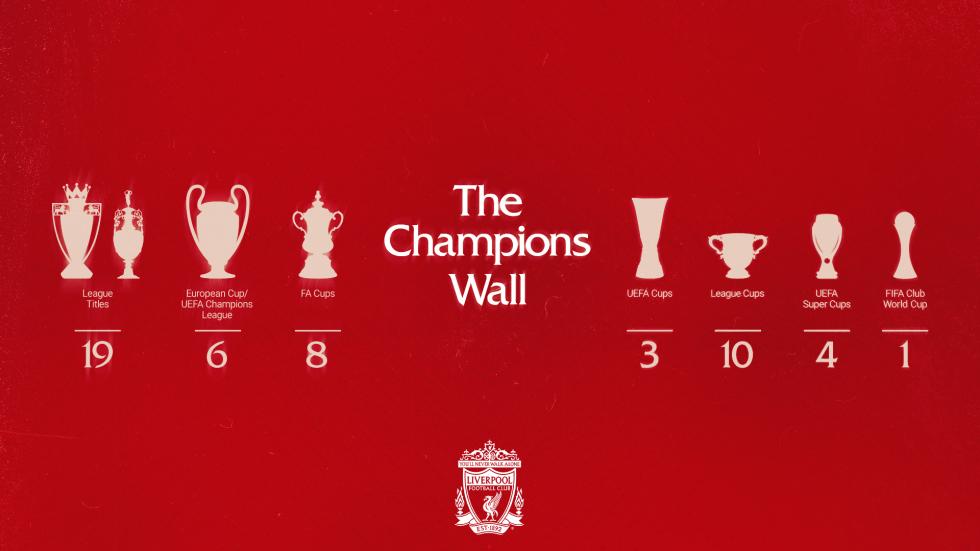 The
Champions
Wall
League
Titles
19
European Cup/
UEFA Champions
League
6
FA Cups
8
UEFA Cups
3
League Cups
10
UEFA
Super Cups
4
FIFA Club
World Cup
1
YOU'LL NEVER WALK ALONE
LIVERPOOL
FOOTBALL CLUB
EST·1892